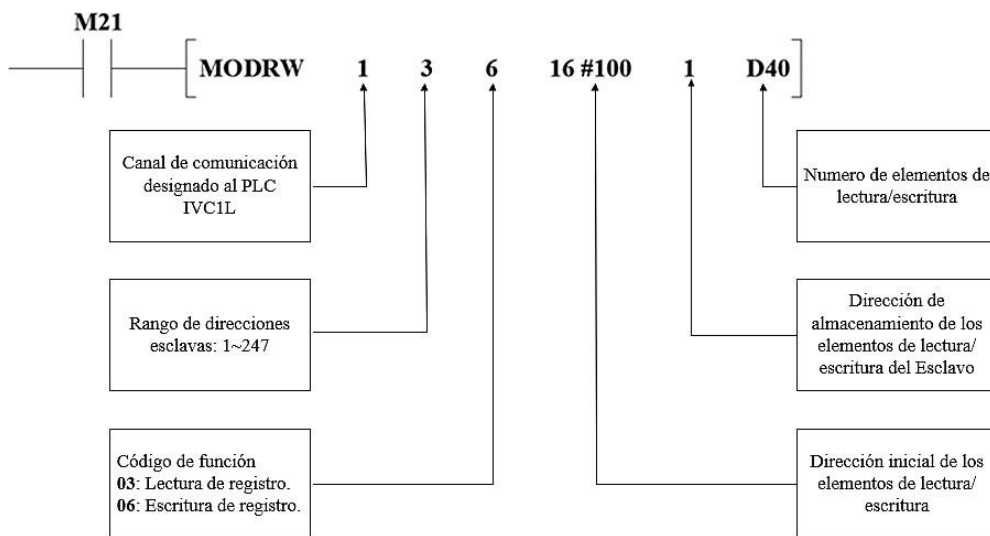 M21
MODRW 1 3 6 16 #100 1 D40
Canal de comunicación
designado al PLC
IVC1L
Numero de elementos de
lectura/escritura
Rango de direcciones
esclavas: 1~247
Dirección de
almacenamiento de los
elementos de lectura/
escritura del Esclavo
Código de función
03: Lectura de registro.
06: Escritura de registro.
Dirección inicial de los
elementos de lectura/
escritura